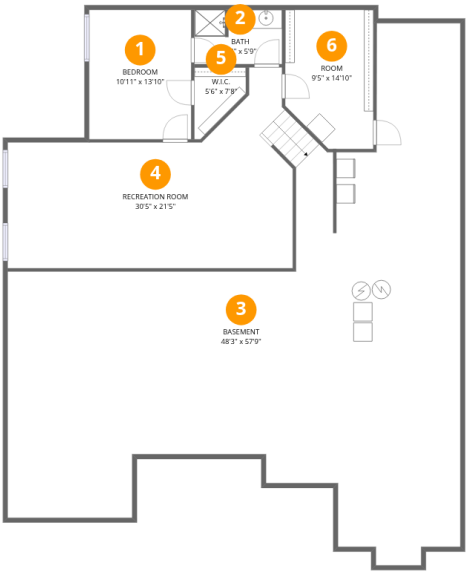 1
BEDROOM
10'11" x 13'10"
2
BATH
x 5'9"
5
W.I.C.
5'6" x 7'8"
6
ROOM
9'5" x 14'10"
4
RECREATION ROOM
30'5" x 21'5"
3
BASEMENT
48'3" x 57'9"